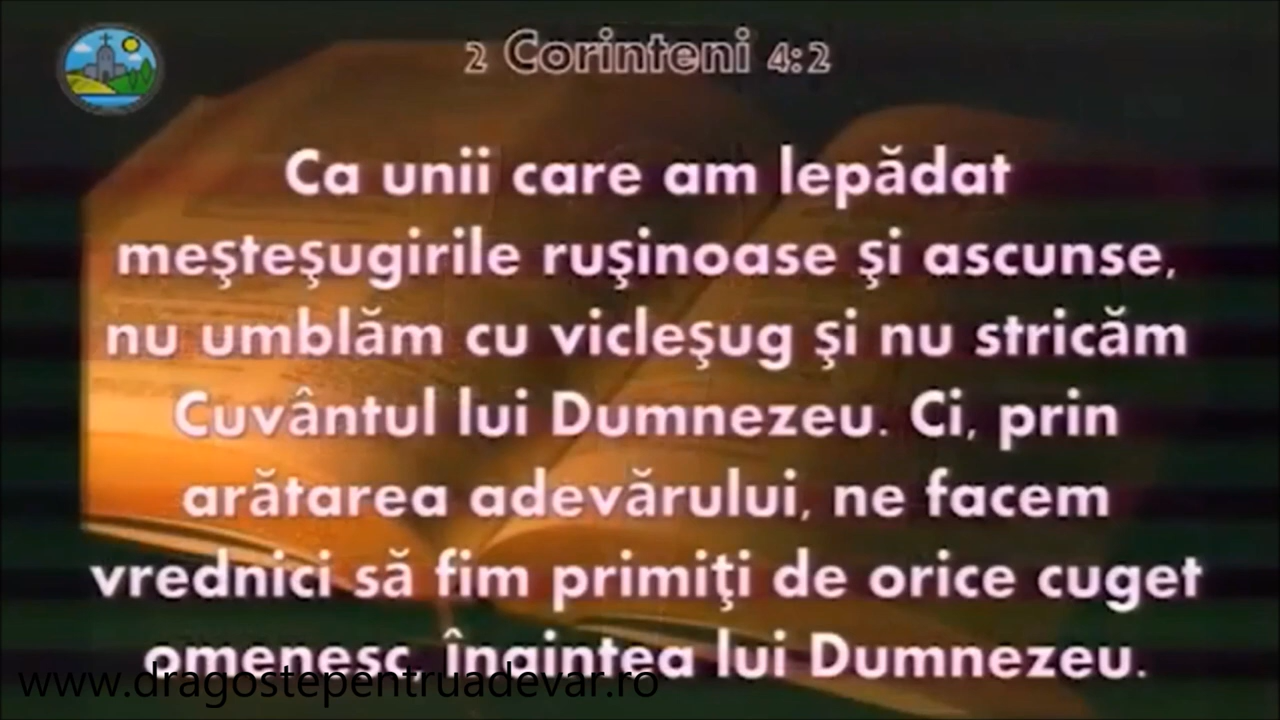 2 Corinteni 4:2
Ca unii care am lepădat
meşteşugirile ruşinoase şi ascunse,
nu umblăm cu vicleşug şi nu stricăm
Cuvântul lui Dumnezeu. Ci, prin
arătarea adevărului, ne facem
vrednici să fim primiţi de orice cuget
omenesc, înaintea lui Dumnezeu.
www.dragostepentruadevar.ro